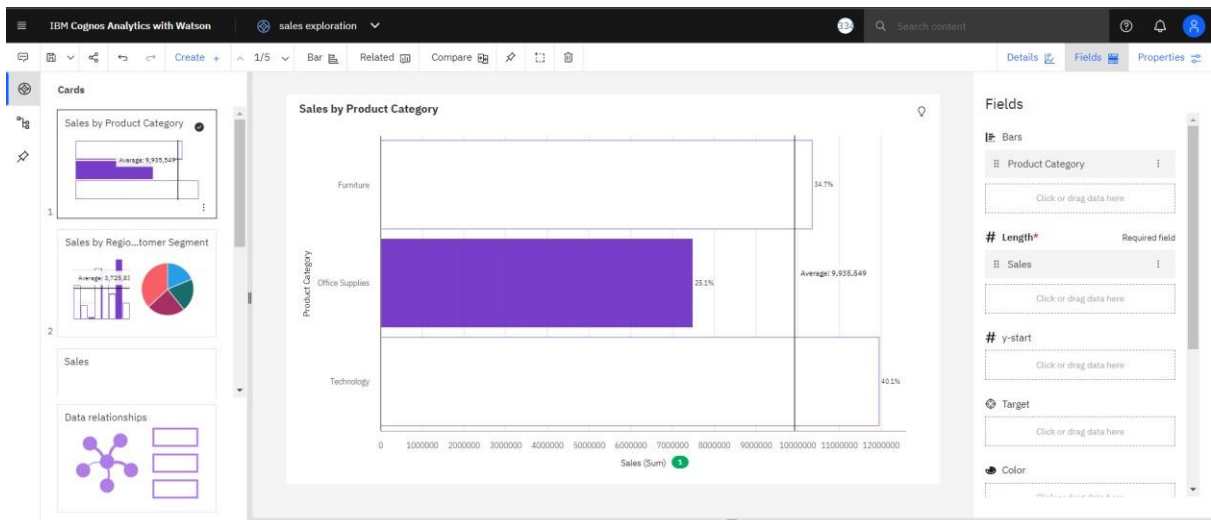 IBM Cognos Analytics with Watson
sales exploration
334
Search content
Create +
1/5
Bar
Related
Compare
Details
Fields
Properties
Cards
Sales by Product Category
Average: 9,935,549
1
Sales by Regio...tomer Segment
2
Sales
Data relationships
Sales by Product Category
Product Category
Furniture
34.7%
Office Supplies
25.1%
Average: 9,935,549
Technology
40.1%
0 1000000 2000000 3000000 4000000 5000000 6000000 7000000 8000000 9000000 10000000 11000000 12000000
Sales (Sum) 1
Fields
Bars
Product Category
Click or drag data here
# Length* Required field
Sales
Click or drag data here
# y-start
Click or drag data here
Target
Click or drag data here
Color